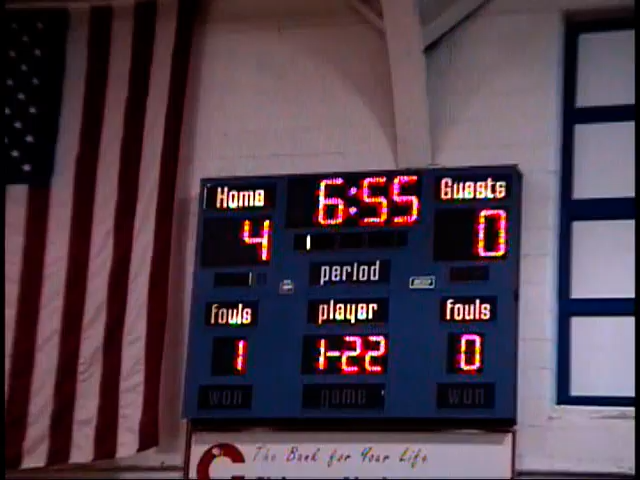 Home 6:55 Guests
4 0
period
fouls player fouls
1 1-22 0
won game won
The Bank for Your Life